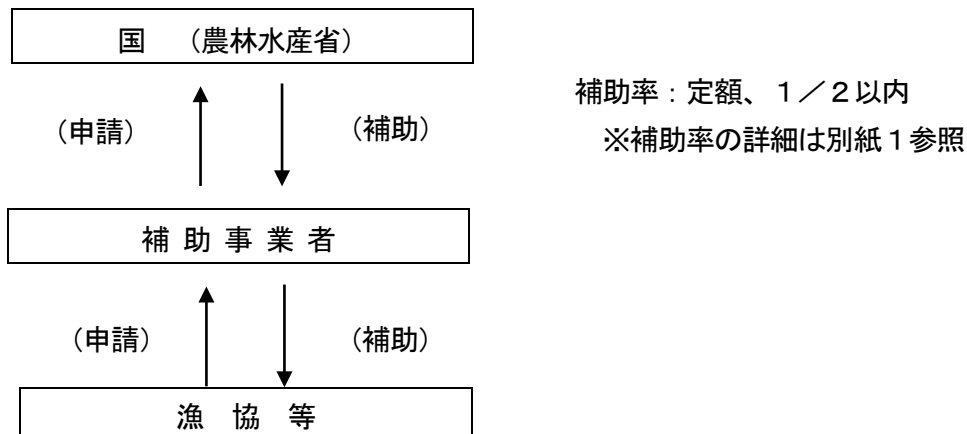 国　（農林水産省）
補助率：定額、１／２以内
（申請）　（補助）
※補助率の詳細は別紙１参照
補 助 事 業 者
（申請）　（補助）
漁 協 等